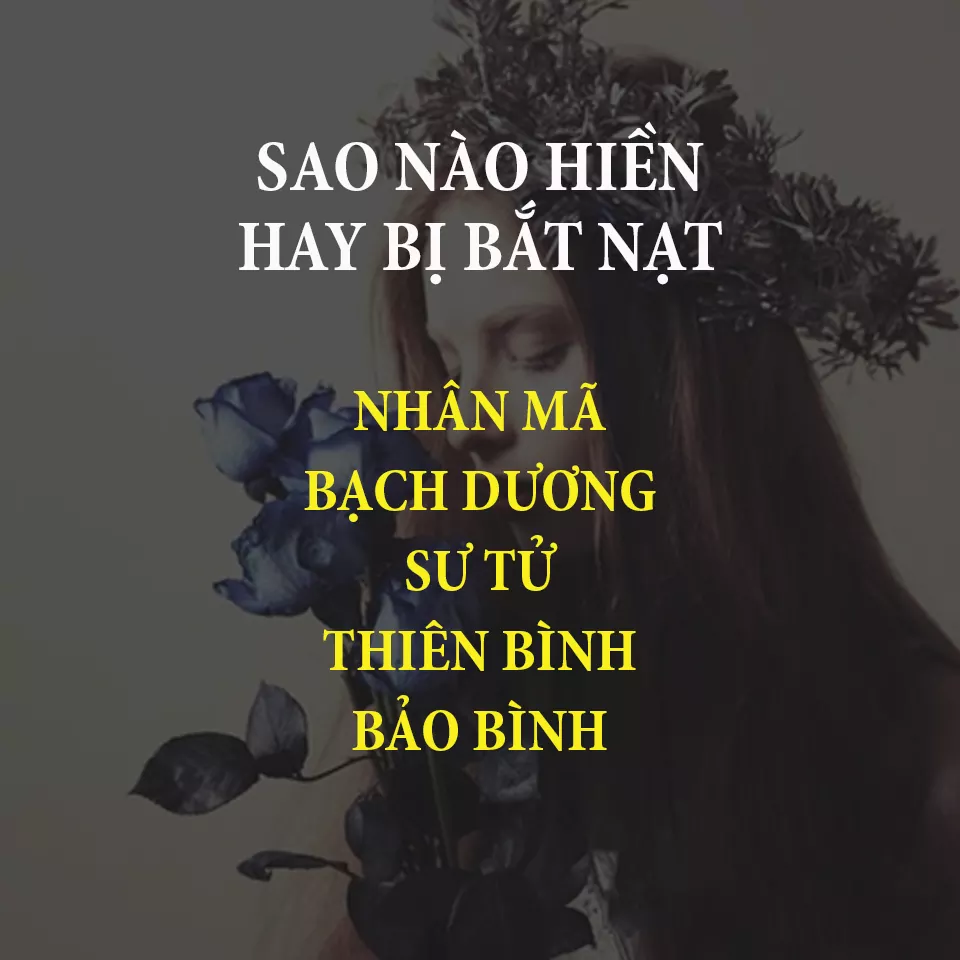 SAO NÀO HIỀN
HAY BỊ BẮT NẠT
NHÂN MÃ
BẠCH DƯƠNG
SƯ TỬ
THIÊN BÌNH
BẢO BÌNH